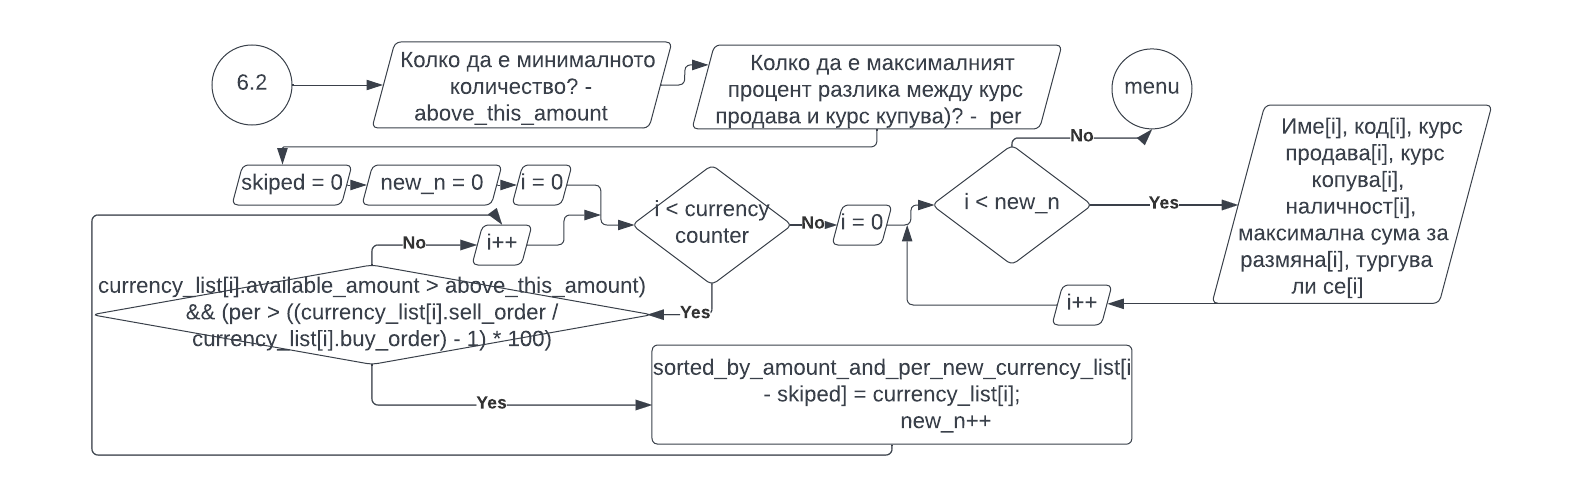 6.2
Колко да е минималното
количество? -
above_this_amount
Колко да е максималният
процент разлика между курс
продава и курс купува)? - per
menu
No
Име[i], код[i], курс
продава[i], курс
копува[i],
наличност[i],
максимална сума за
размяна[i], тургува
ли се[i]
skiped = 0
new_n = 0
i = 0
i < currency
counter
No
i = 0
i < new_n
Yes
No
i++
currency_list[i].available_amount > above_this_amount)
&& (per > ((currency_list[i].sell_order /
currency_list[i].buy_order) - 1) * 100)
Yes
i++
sorted_by_amount_and_per_new_currency_list[i
- skiped] = currency_list[i];
new_n++
Yes